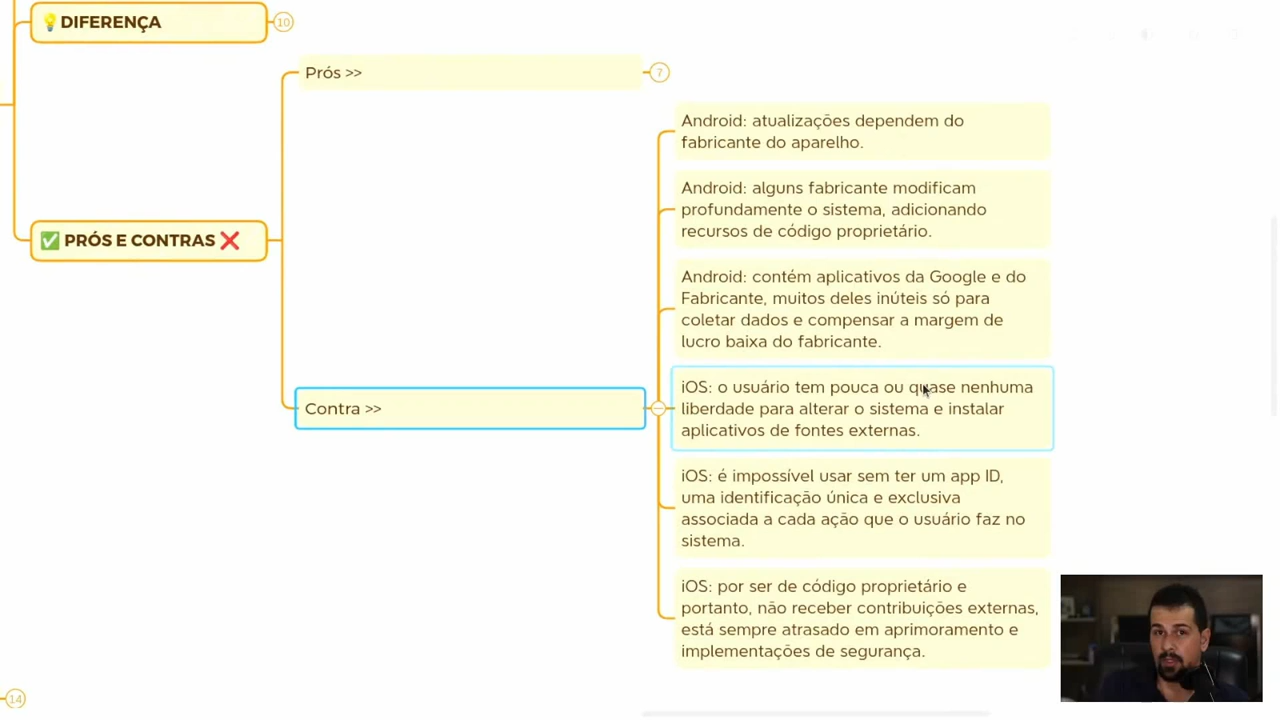 💡DIFERENÇA
10
Prós >>
7
Android: atualizações dependem do
fabricante do aparelho.
Android: alguns fabricante modificam
profundamente o sistema, adicionando
recursos de código proprietário.
✅ PRÓS E CONTRAS ❌
Android: contém aplicativos da Google e do
Fabricante, muitos deles inúteis só para
coletar dados e compensar a margem de
lucro baixa do fabricante.
Contra >>
iOS: o usuário tem pouca ou quase nenhuma
liberdade para alterar o sistema e instalar
aplicativos de fontes externas.
iOS: é impossível usar sem ter um app ID,
uma identificação única e exclusiva
associada a cada ação que o usuário faz no
sistema.
iOS: por ser de código proprietário e
portanto, não receber contribuições externas,
está sempre atrasado em aprimoramento e
implementações de segurança.
14